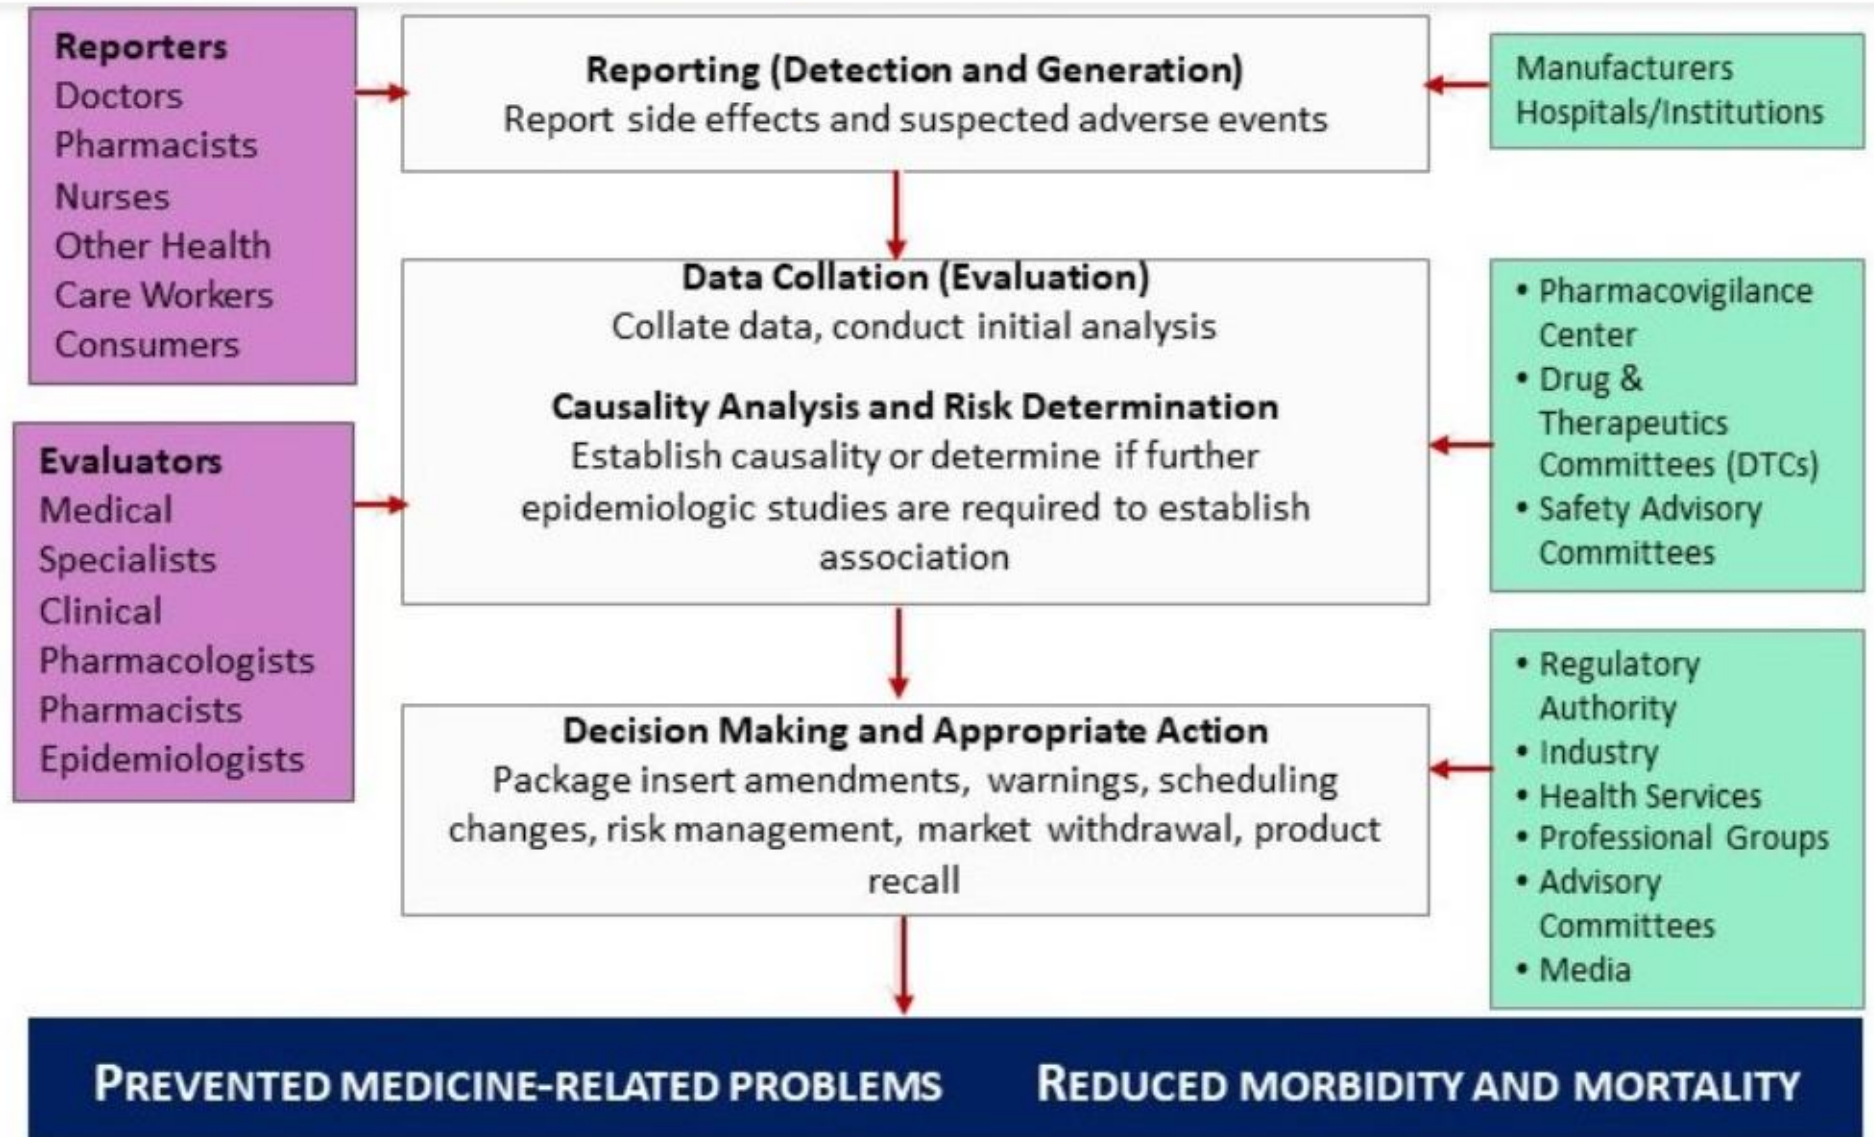 Reporters
Doctors
Pharmacists
Nurses
Other Health
Care Workers
Consumers
Reporting (Detection and Generation)
Report side effects and suspected adverse events
Manufacturers
Hospitals/Institutions
Evaluators
Medical
Specialists
Clinical
Pharmacologists
Pharmacists
Epidemiologists
Data Collation (Evaluation)
Collate data, conduct initial analysis
Causality Analysis and Risk Determination
Establish causality or determine if further
epidemiologic studies are required to establish
association
• Pharmacovigilance
Center
• Drug &
Therapeutics
Committees (DTCs)
• Safety Advisory
Committees
Decision Making and Appropriate Action
Package insert amendments, warnings, scheduling
changes, risk management, market withdrawal, product
recall
• Regulatory
Authority
• Industry
• Health Services
• Professional Groups
• Advisory
Committees
• Media
PREVENTED MEDICINE-RELATED PROBLEMS
REDUCED MORBIDITY AND MORTALITY